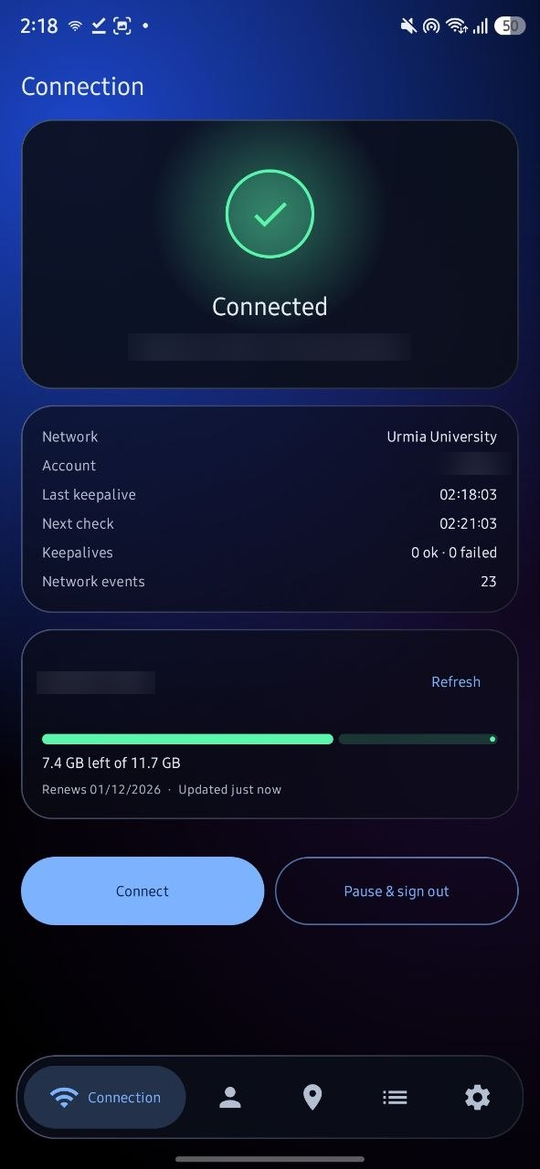 2:18
50
Connection
Connected
Network Urmia University
Account
Last keepalive 02:18:03
Next check 02:21:03
Keepalives 0 ok · 0 failed
Network events 23
Refresh
7.4 GB left of 11.7 GB
Renews 01/12/2026 · Updated just now
Connect Pause & sign out
Connection